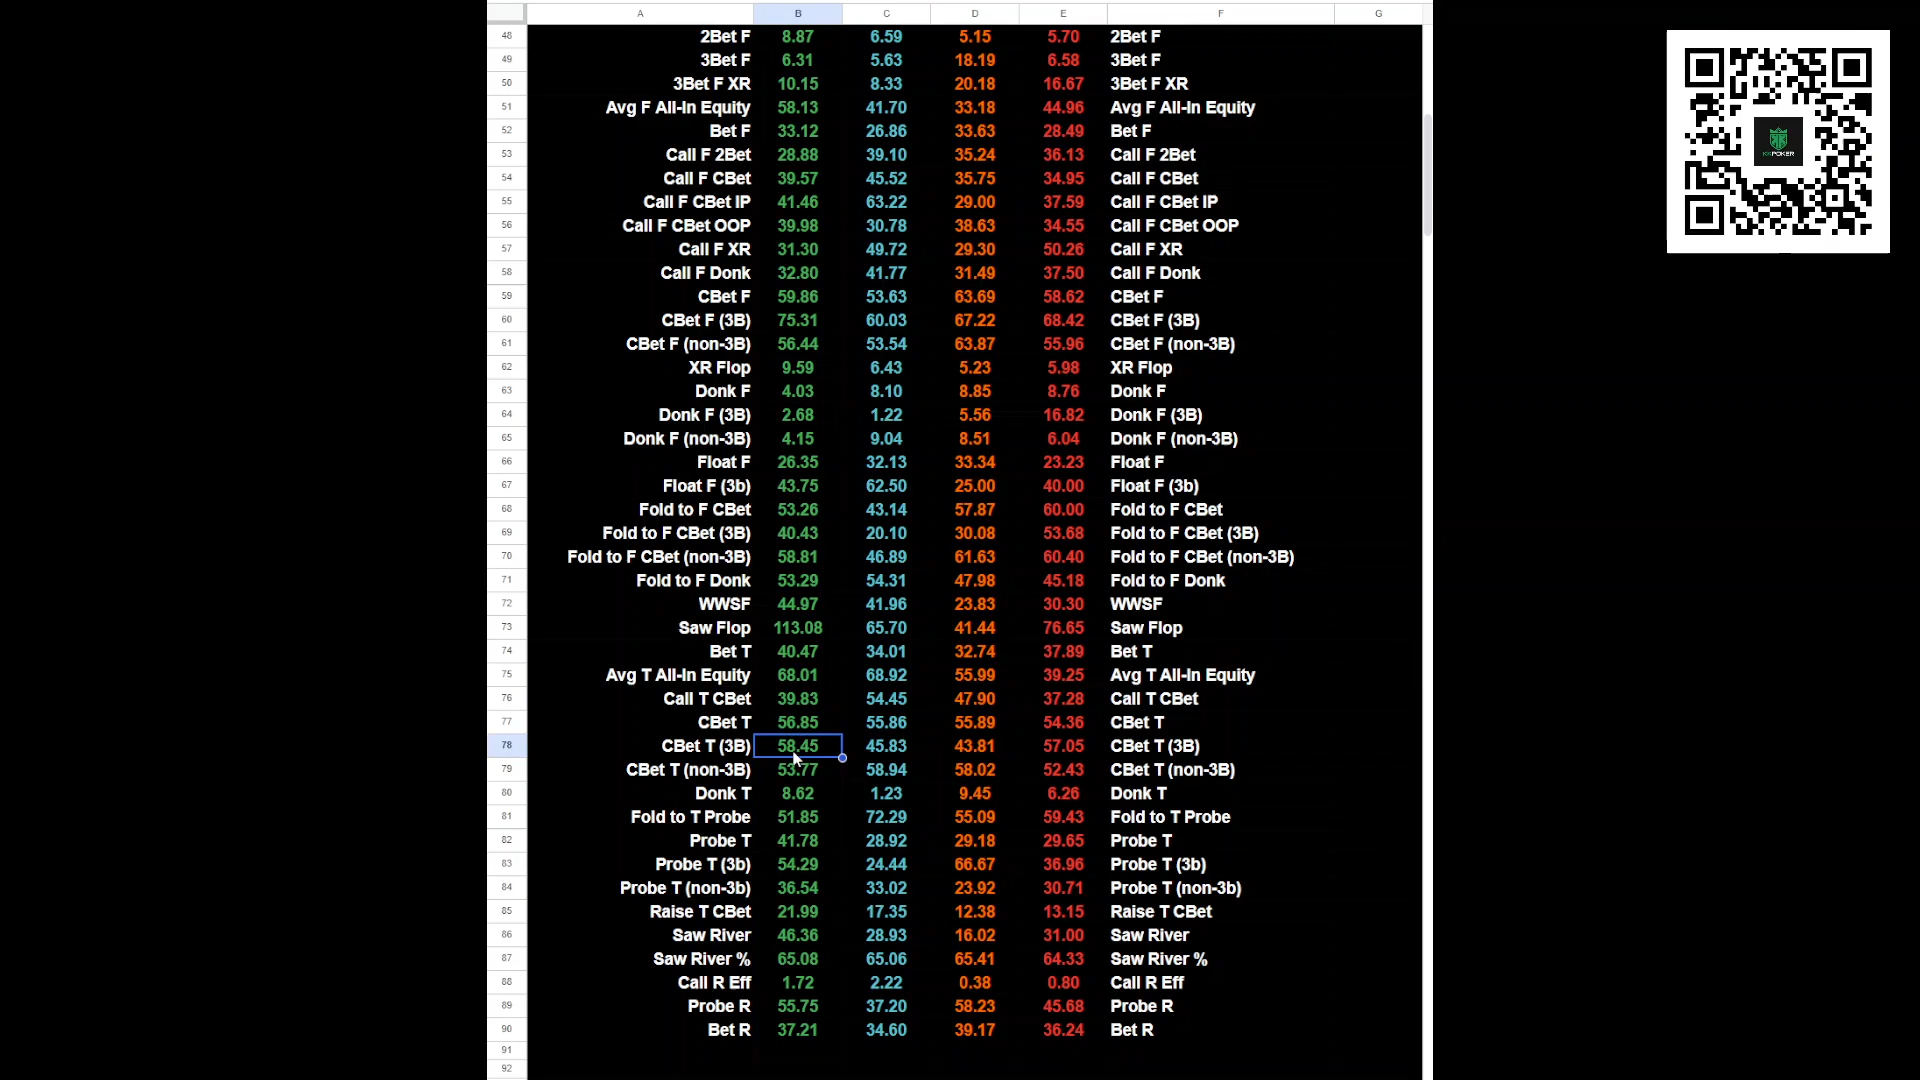 A B C D E F G
48 2Bet F 8.87 6.59 5.15 5.70 2Bet F
49 3Bet F 6.31 5.63 18.19 6.58 3Bet F
50 3Bet F XR 10.15 8.33 20.18 16.67 3Bet F XR
51 Avg F All-In Equity 58.13 41.70 33.18 44.96 Avg F All-In Equity
52 Bet F 33.12 26.86 33.63 28.49 Bet F
53 Call F 2Bet 28.88 39.10 35.24 36.13 Call F 2Bet
54 Call F CBet 39.57 45.52 35.75 34.95 Call F CBet
55 Call F CBet IP 41.46 63.22 29.00 37.59 Call F CBet IP
56 Call F CBet OOP 39.98 30.78 38.63 34.55 Call F CBet OOP
57 Call F XR 31.30 49.72 29.30 50.26 Call F XR
58 Call F Donk 32.80 41.77 31.49 37.50 Call F Donk
59 CBet F 59.86 53.63 63.69 58.62 CBet F
60 CBet F (3B) 75.31 60.03 67.22 68.42 CBet F (3B)
61 CBet F (non-3B) 56.44 53.54 63.87 55.96 CBet F (non-3B)
62 XR Flop 9.59 6.43 5.23 5.98 XR Flop
63 Donk F 4.03 8.10 8.85 8.76 Donk F
64 Donk F (3B) 2.68 1.22 5.56 16.82 Donk F (3B)
65 Donk F (non-3B) 4.15 9.04 8.51 6.04 Donk F (non-3B)
66 Float F 26.35 32.13 33.34 23.23 Float F
67 Float F (3b) 43.75 62.50 25.00 40.00 Float F (3b)
68 Fold to F CBet 53.26 43.14 57.87 60.00 Fold to F CBet
69 Fold to F CBet (3B) 40.43 20.10 30.08 53.68 Fold to F CBet (3B)
70 Fold to F CBet (non-3B) 58.81 46.89 61.63 60.40 Fold to F CBet (non-3B)
71 Fold to F Donk 53.29 54.31 47.98 45.18 Fold to F Donk
72 WWSF 44.97 41.96 23.83 30.30 WWSF
73 Saw Flop 113.08 65.70 41.44 76.65 Saw Flop
74 Bet T 40.47 34.01 32.74 37.89 Bet T
75 Avg T All-In Equity 68.01 68.92 55.99 39.25 Avg T All-In Equity
76 Call T CBet 39.83 54.45 47.90 37.28 Call T CBet
77 CBet T 56.85 55.86 55.89 54.36 CBet T
78 CBet T (3B) 58.45 45.83 43.81 57.05 CBet T (3B)
79 CBet T (non-3B) 53.77 58.94 58.02 52.43 CBet T (non-3B)
80 Donk T 8.62 1.23 9.45 6.26 Donk T
81 Fold to T Probe 51.85 72.29 55.09 59.43 Fold to T Probe
82 Probe T 41.78 28.92 29.18 29.65 Probe T
83 Probe T (3b) 54.29 24.44 66.67 36.96 Probe T (3b)
84 Probe T (non-3b) 36.54 33.02 23.92 30.71 Probe T (non-3b)
85 Raise T CBet 21.99 17.35 12.38 13.15 Raise T CBet
86 Saw River 46.36 28.93 16.02 31.00 Saw River
87 Saw River % 65.08 65.06 65.41 64.33 Saw River %
88 Call R Eff 1.72 2.22 0.38 0.80 Call R Eff
89 Probe R 55.75 37.20 58.23 45.68 Probe R
90 Bet R 37.21 34.60 39.17 36.24 Bet R
91
92
KKPOKER